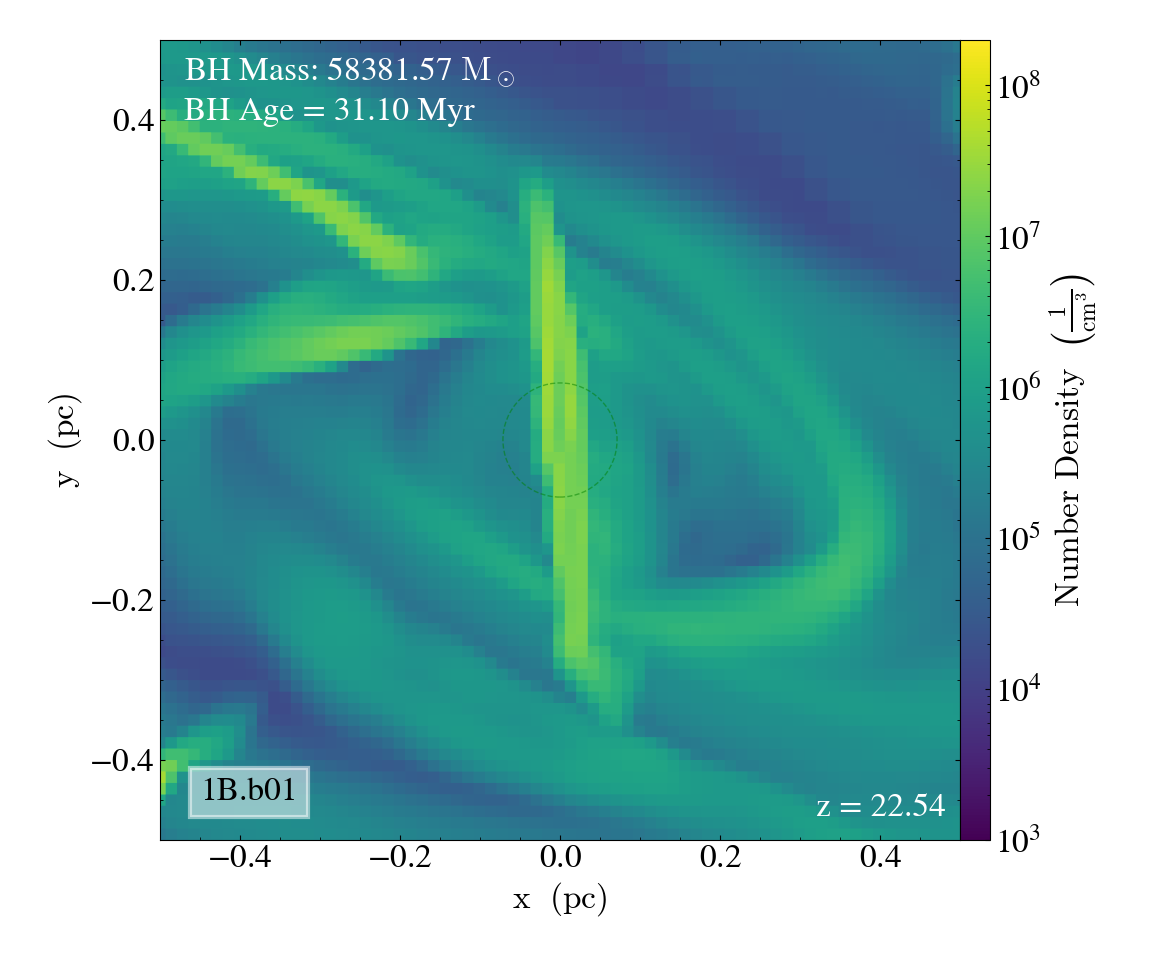 BH Mass: 58381.57 M⊙
BH Age = 31.10 Myr
0.4
0.2
0.0
−0.2
−0.4
y (pc)
1B.b01
z = 22.54
−0.4 −0.2 0.0 0.2 0.4
x (pc)
10⁸
10⁷
10⁶
10⁵
10⁴
10³
Number Density (1/cm³)